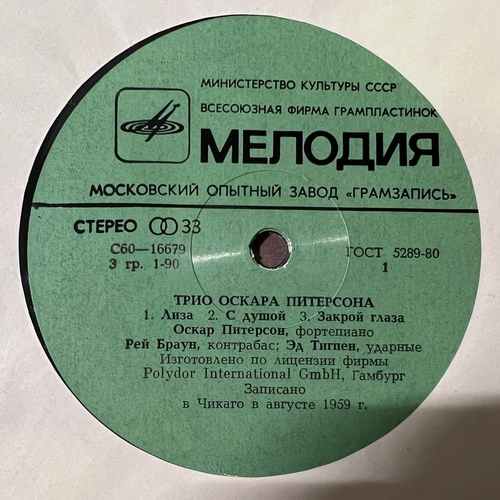 МИНИСТЕРСТВО КУЛЬТУРЫ СССР
ВСЕСОЮЗНАЯ ФИРМА ГРАМПЛАСТИНОК
МЕЛОДИЯ
МОСКОВСКИЙ ОПЫТНЫЙ ЗАВОД «ГРАМЗАПИСЬ»
СТЕРЕО 33
С60—16679 ГОСТ 5289-80
3 гр. 1-90 1
ТРИО ОСКАРА ПИТЕРСОНА
1. Лиза 2. С душой 3. Закрой глаза
Оскар Питерсон, фортепиано
Рей Браун, контрабас; Эд Тигпен, ударные
Изготовлено по лицензии фирмы
Polydor International GmbH, Гамбург
Записано
в Чикаго в августе 1959 г.